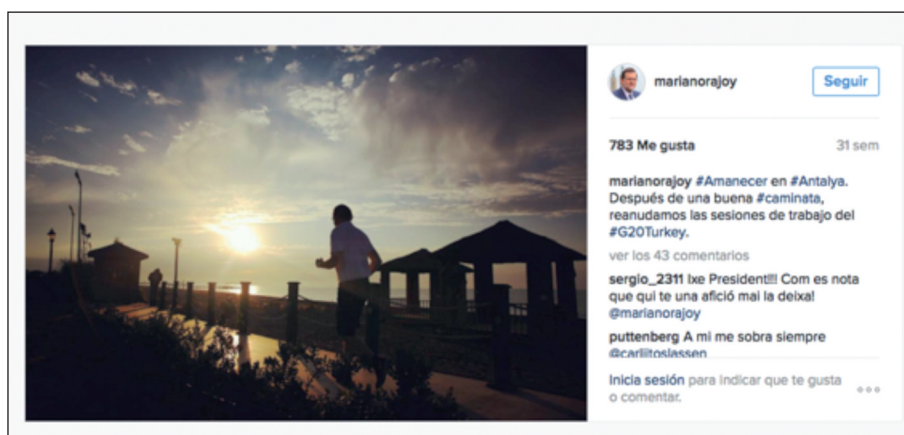 marianorajoy
Seguir
783 Me gusta
31 sem
marianorajoy #Amanecer en #Antalya.
Después de una buena #caminata,
reanudamos las sesiones de trabajo del
#G20Turkey.
ver los 43 comentarios
sergio_2311 Ixe President!!! Com es nota
que qui te una afició mai la deixa!
@marianorajoy
puttenberg A mi me sobra siempre
@carlijtoslassen
Inicia sesión para indicar que te gusta
o comentar.